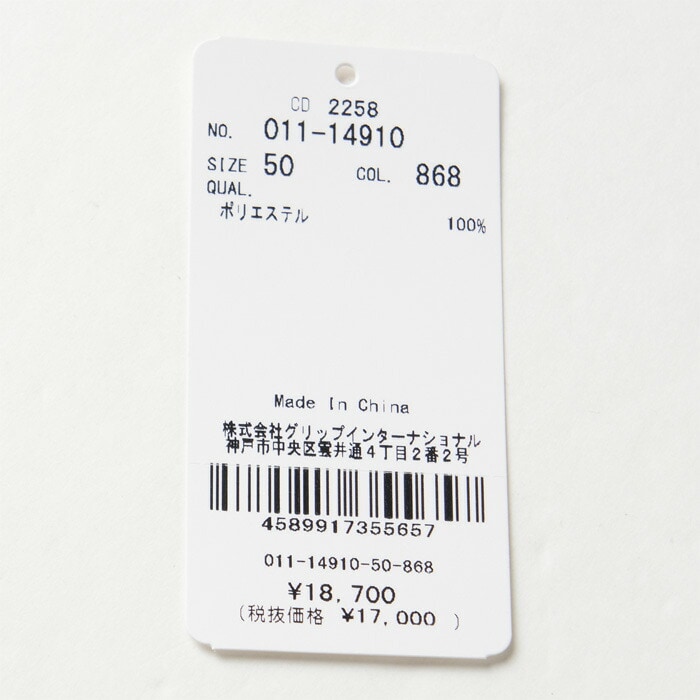 CD 2258
NO. 011-14910
SIZE 50 COL. 868
QUAL.
ポリエステル 100%
Made In China
株式会社グリップインターナショナル
神戸市中央区雲井通4丁目2番2号
4589917355657
011-14910-50-868
¥18,700
(税抜価格 ¥17,000 )